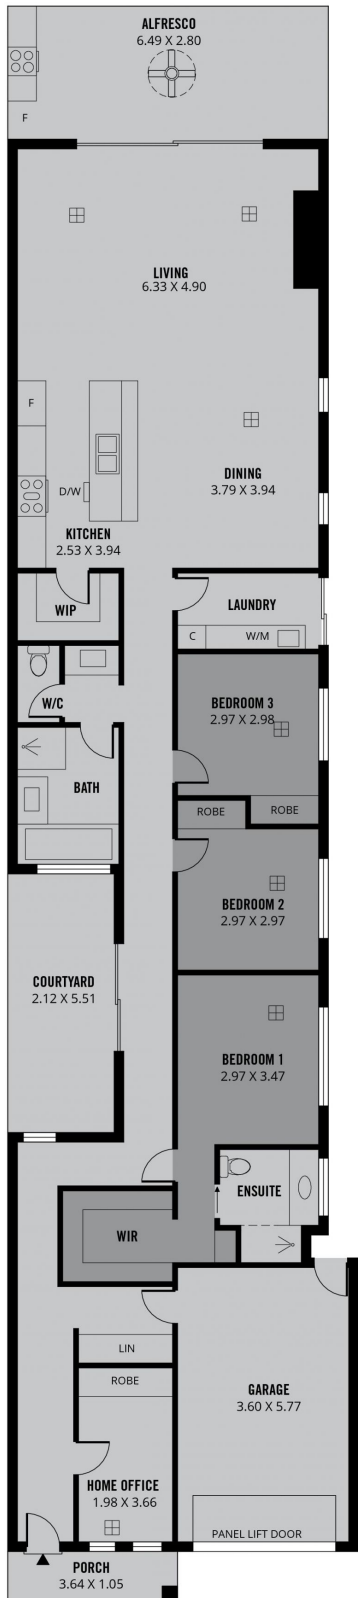 ALFRESCO
6.49 X 2.80
F
LIVING
6.33 X 4.90
F
D/W
DINING
3.79 X 3.94
KITCHEN
2.53 X 3.94
WIP
LAUNDRY
C
W/M
W/C
BEDROOM 3
2.97 X 2.98
BATH
ROBE
ROBE
BEDROOM 2
2.97 X 2.97
COURTYARD
2.12 X 5.51
BEDROOM 1
2.97 X 3.47
ENSUITE
WIR
LIN
ROBE
GARAGE
3.60 X 5.77
HOME OFFICE
1.98 X 3.66
PANEL LIFT DOOR
PORCH
3.64 X 1.05